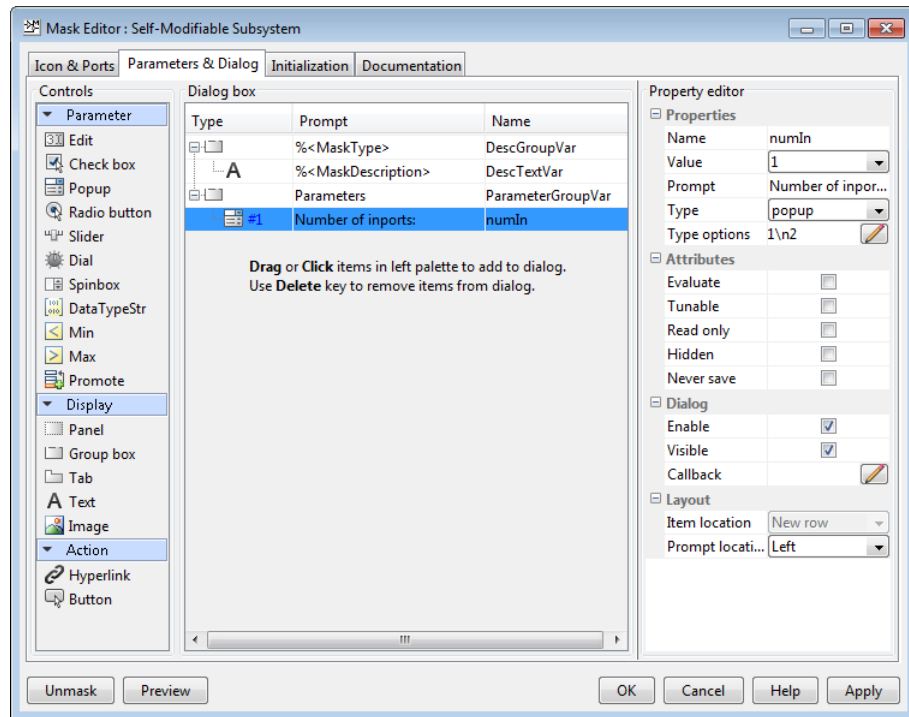 Mask Editor : Self-Modifiable Subsystem
Icon & Ports Parameters & Dialog Initialization Documentation
Controls
Parameter
Edit
Check box
Popup
Radio button
Slider
Dial
Spinbox
DataTypeStr
Min
Max
Promote
Display
Panel
Group box
Tab
Text
Image
Action
Hyperlink
Button
Dialog box
Type Prompt Name
%<MaskType> DescGroupVar
A %<MaskDescription> DescTextVar
Parameters ParameterGroupVar
#1 Number of inports: numIn
Drag or Click items in left palette to add to dialog.
Use Delete key to remove items from dialog.
Property editor
Properties
Name numIn
Value 1
Prompt Number of inpor...
Type popup
Type options 1\n2
Attributes
Evaluate
Tunable
Read only
Hidden
Never save
Dialog
Enable
Visible
Callback
Layout
Item location New row
Prompt locati... Left
Unmask Preview OK Cancel Help Apply